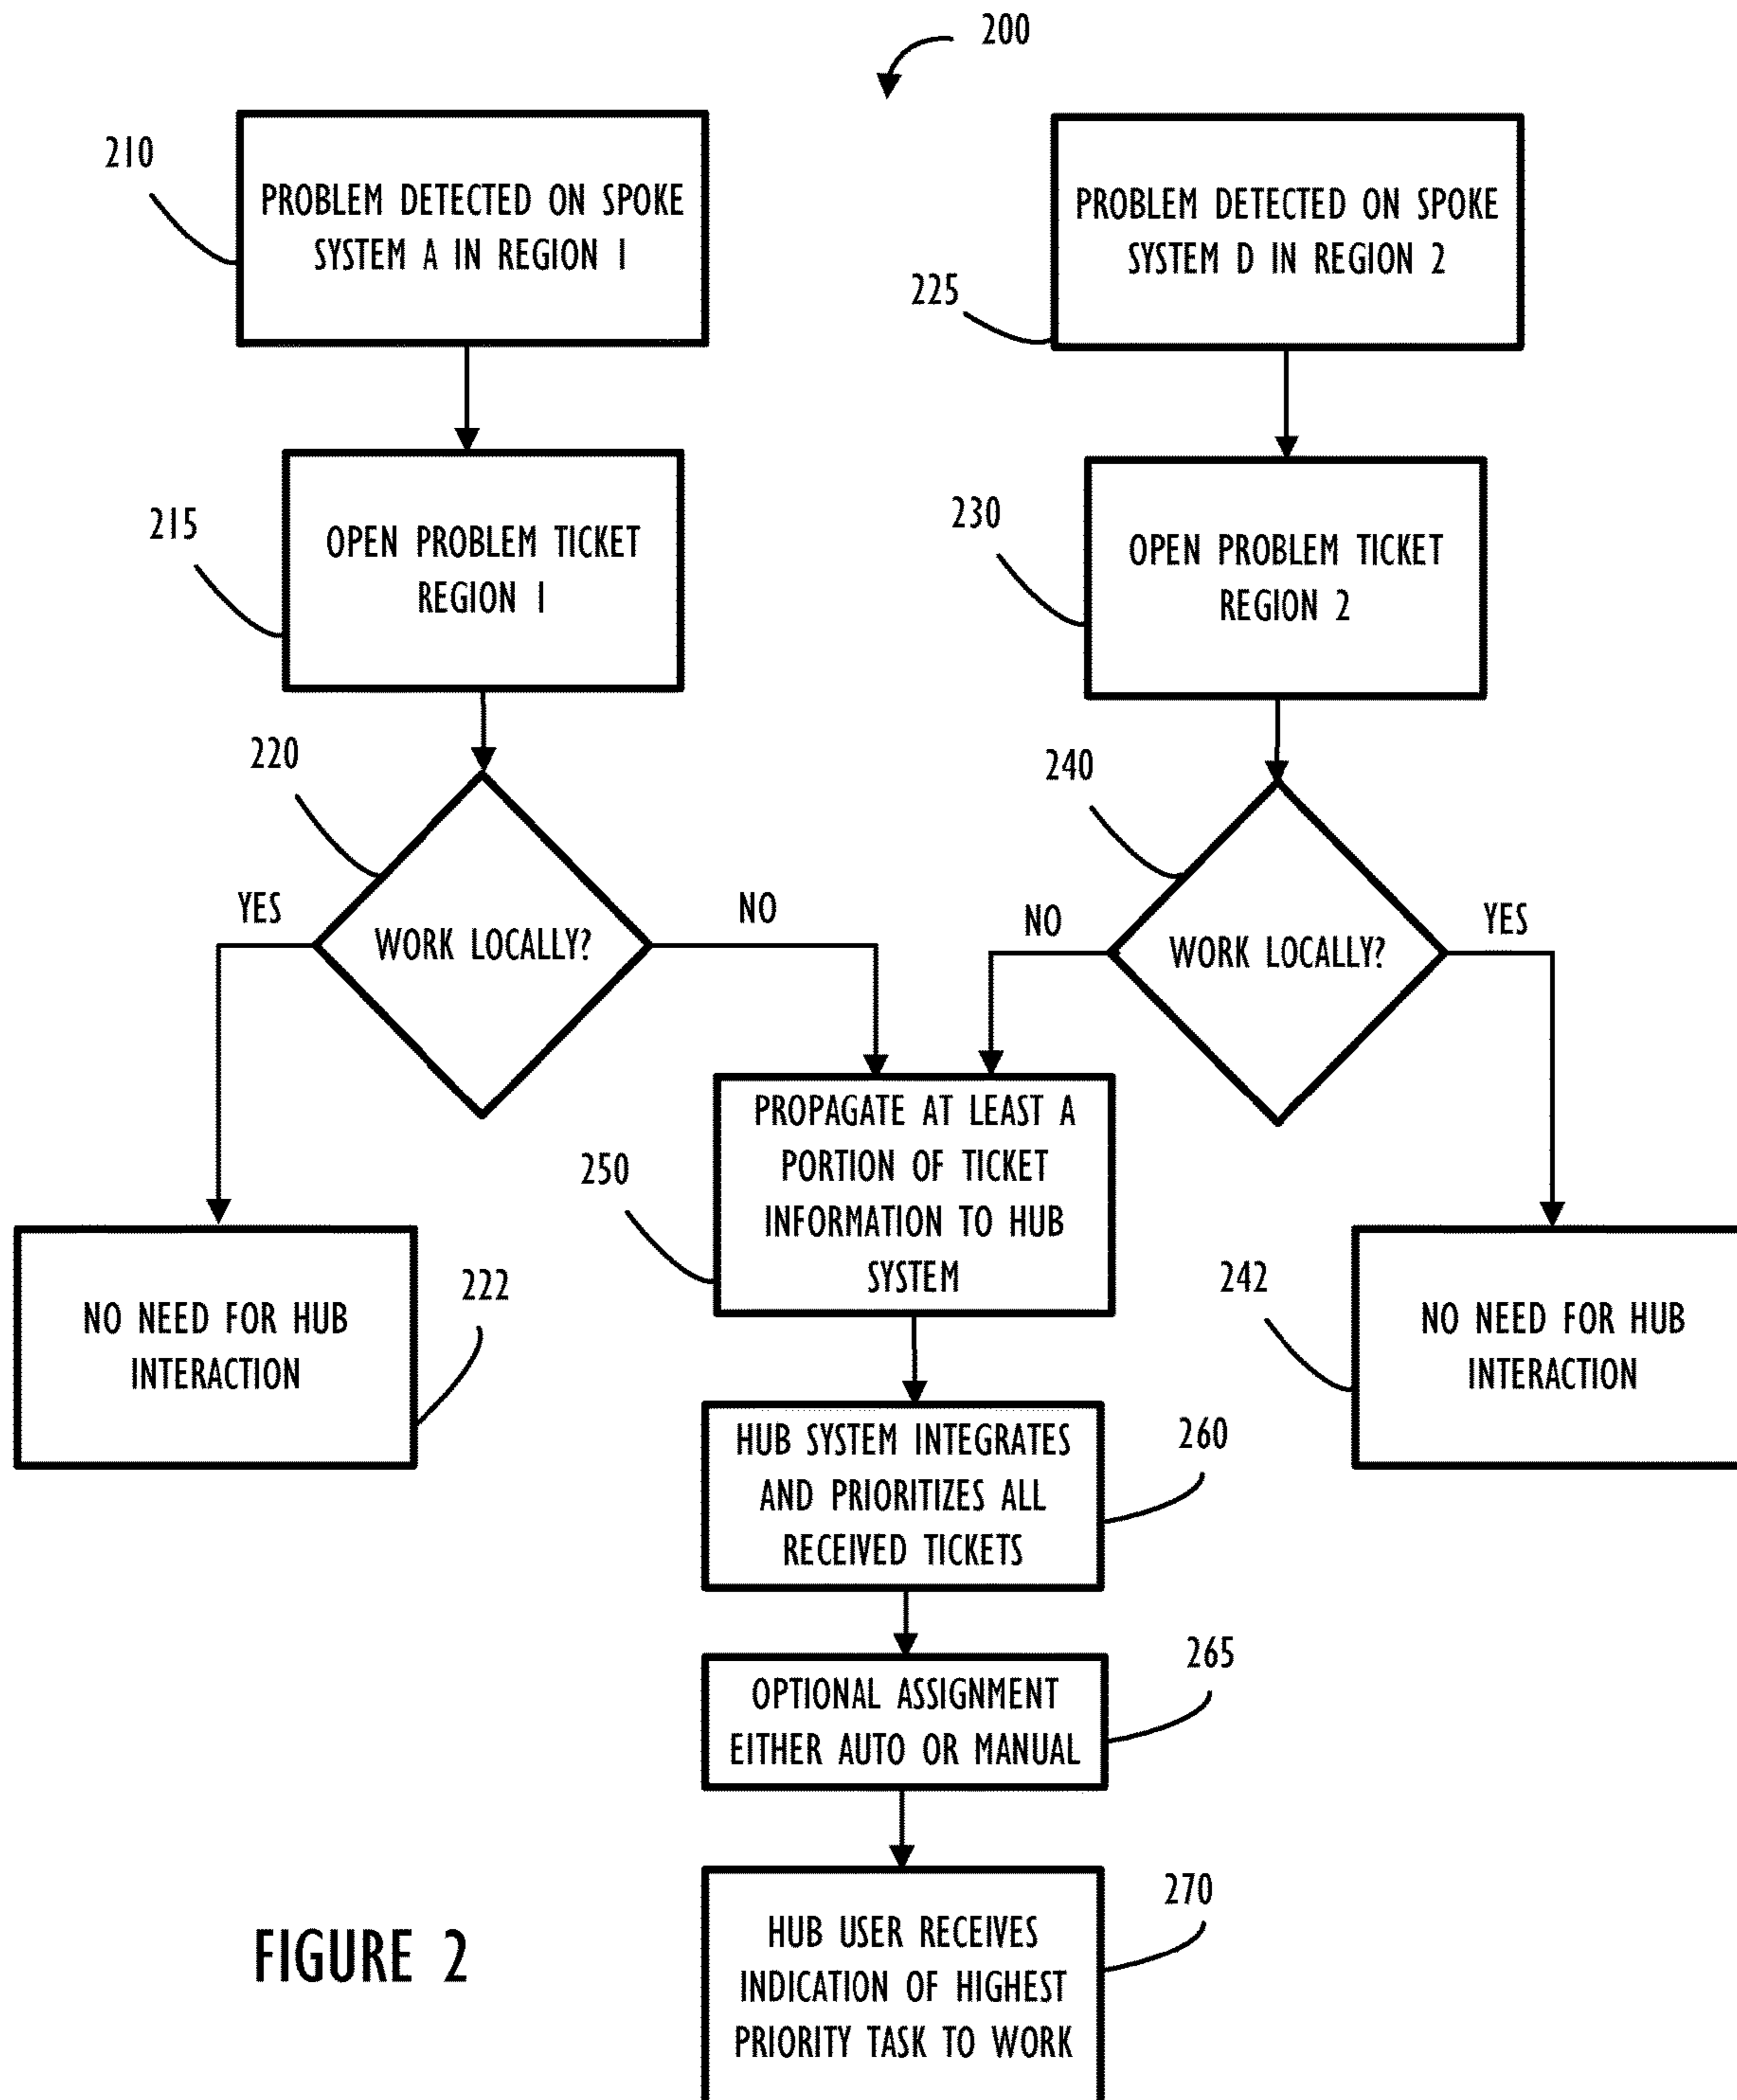 200
210
PROBLEM DETECTED ON SPOKE
SYSTEM A IN REGION 1
PROBLEM DETECTED ON SPOKE
SYSTEM D IN REGION 2
225
215
OPEN PROBLEM TICKET
REGION 1
230
OPEN PROBLEM TICKET
REGION 2
220
YES
WORK LOCALLY?
NO
240
NO
WORK LOCALLY?
YES
250
PROPAGATE AT LEAST A
PORTION OF TICKET
INFORMATION TO HUB
SYSTEM
NO NEED FOR HUB
INTERACTION
222
242
NO NEED FOR HUB
INTERACTION
HUB SYSTEM INTEGRATES
AND PRIORITIZES ALL
RECEIVED TICKETS
260
OPTIONAL ASSIGNMENT
EITHER AUTO OR MANUAL
265
HUB USER RECEIVES
INDICATION OF HIGHEST
PRIORITY TASK TO WORK
270
FIGURE 2